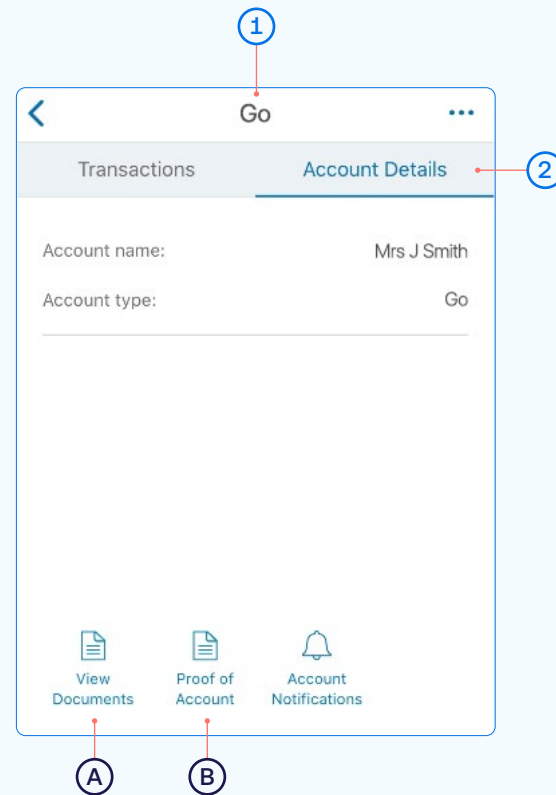 1
Go
Transactions Account Details
2
Account name: Mrs J Smith
Account type: Go
View Documents
Proof of Account
Account Notifications
A B